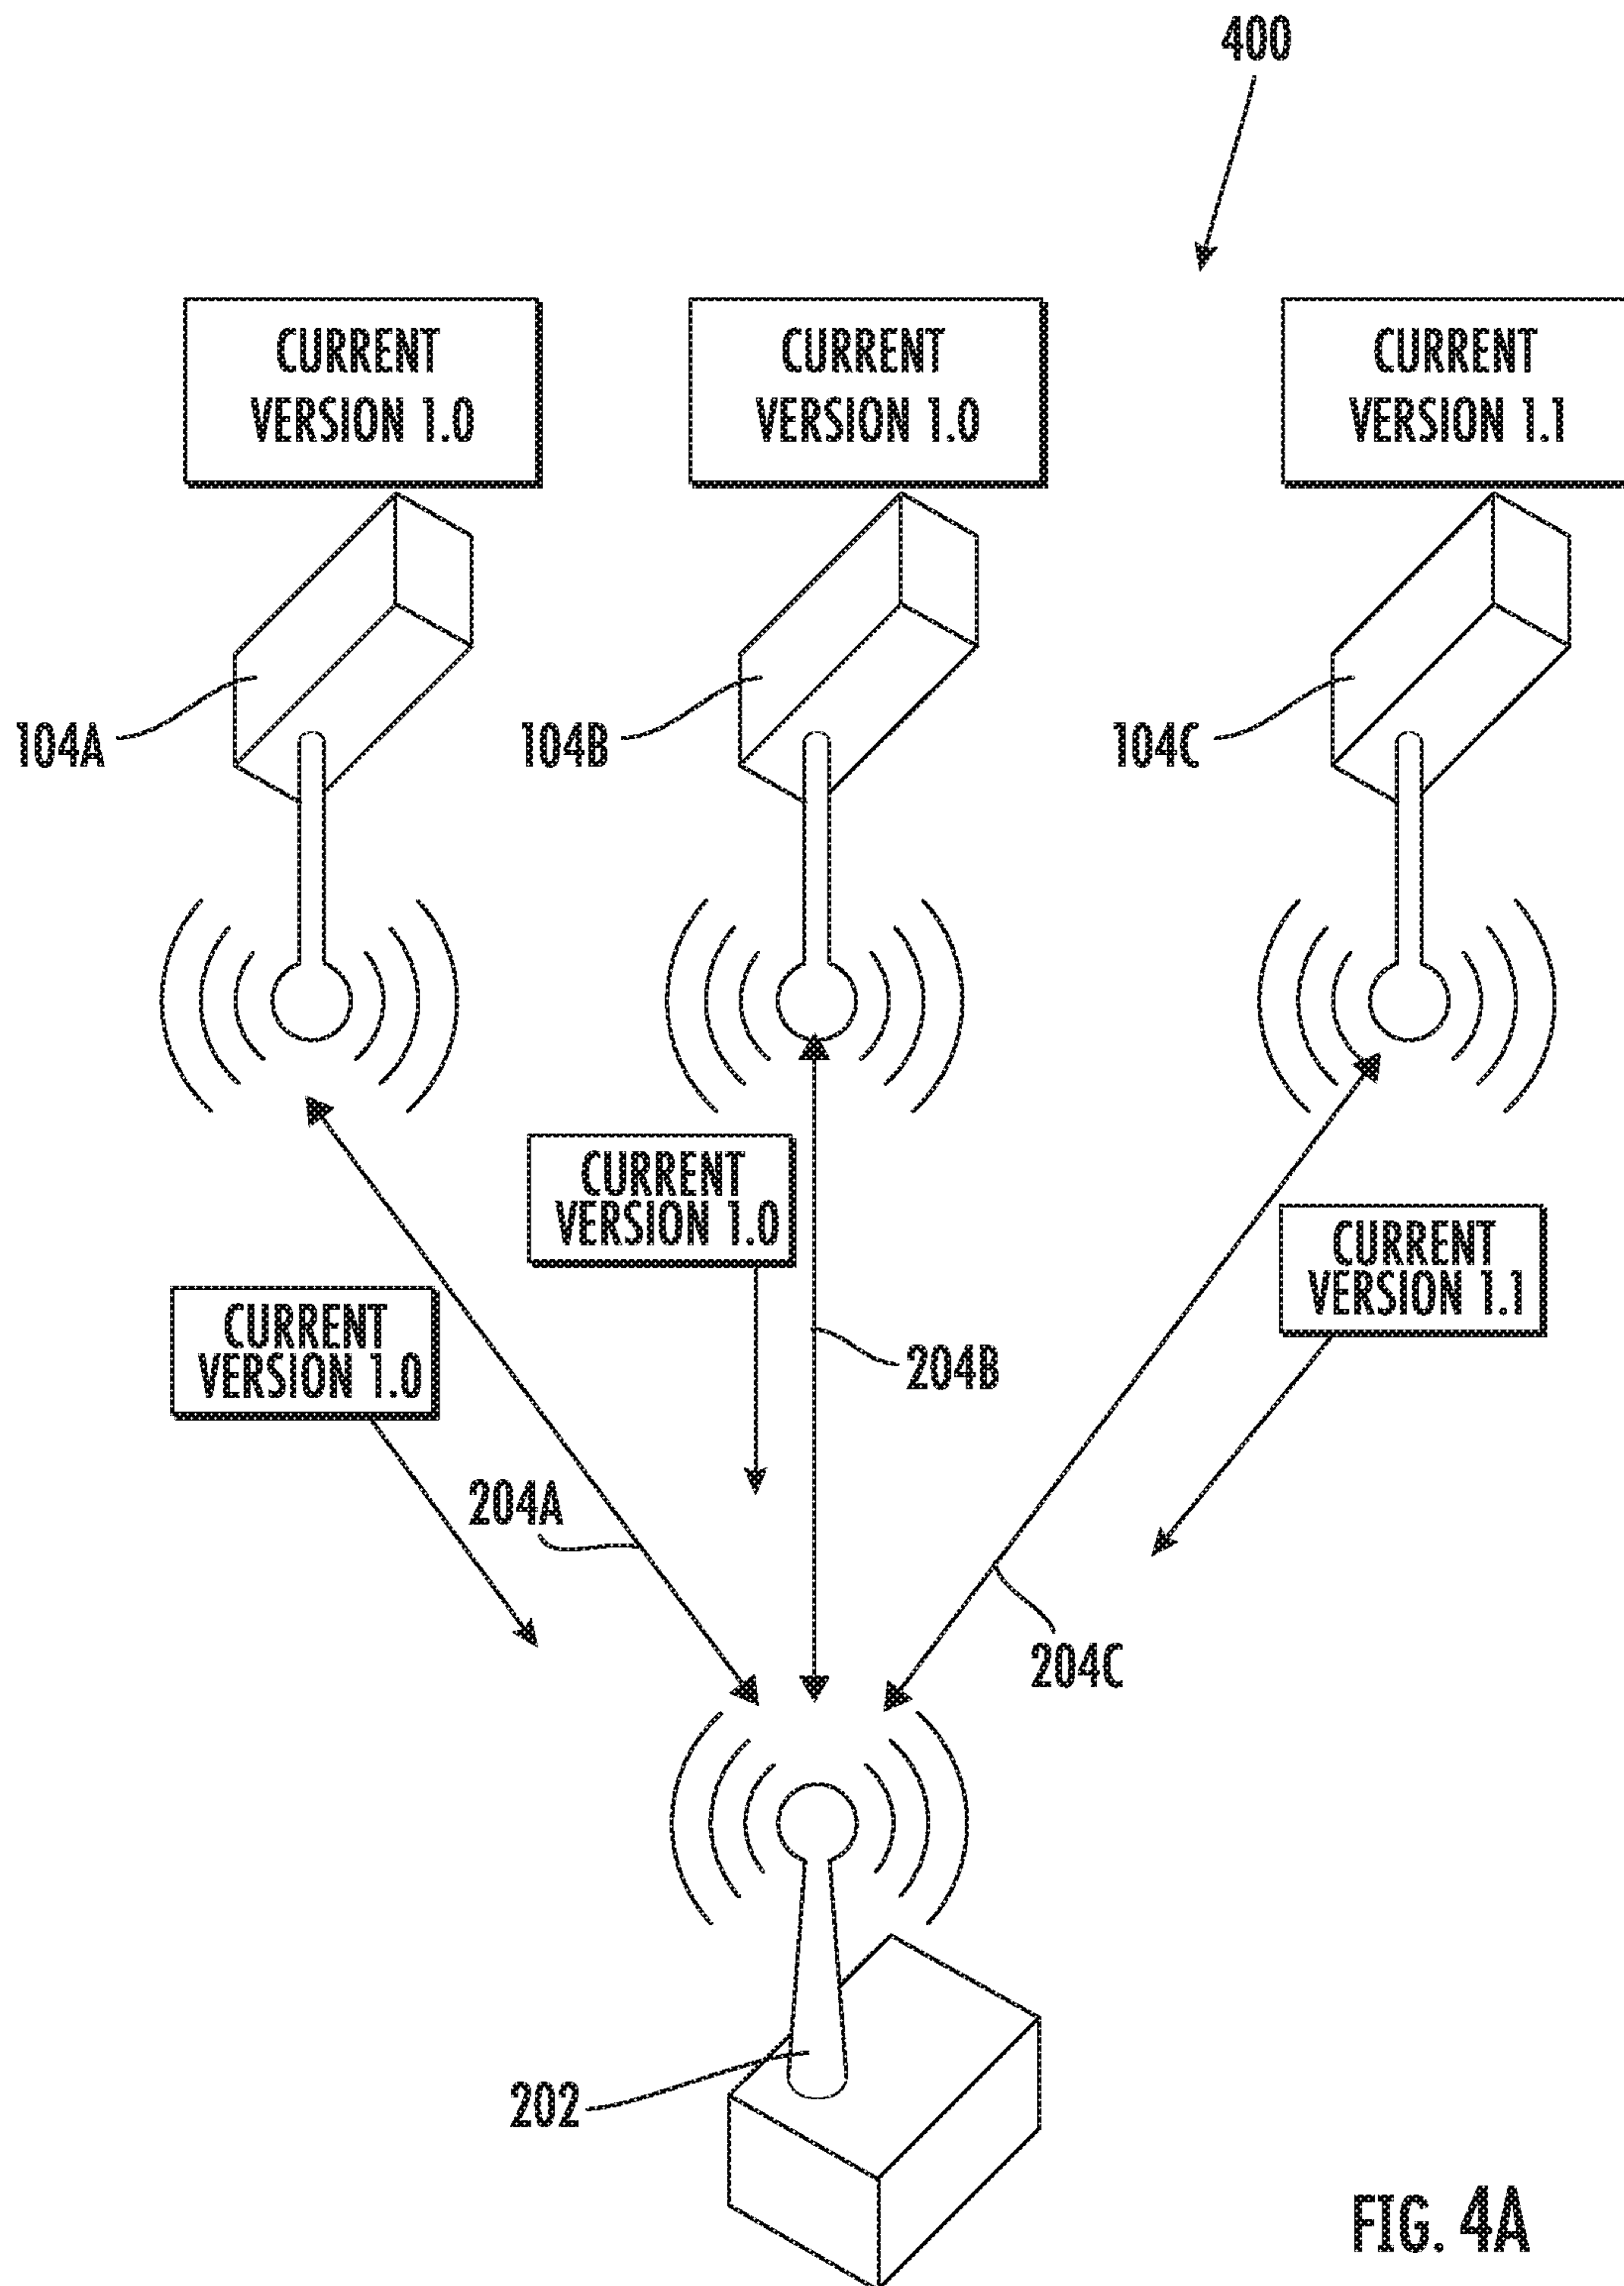 400
CURRENT
VERSION 1.0
CURRENT
VERSION 1.0
CURRENT
VERSION 1.1
104A
104B
104C
CURRENT
VERSION 1.0
CURRENT
VERSION 1.1
CURRENT
VERSION 1.0
204B
204A
204C
202
FIG. 4A